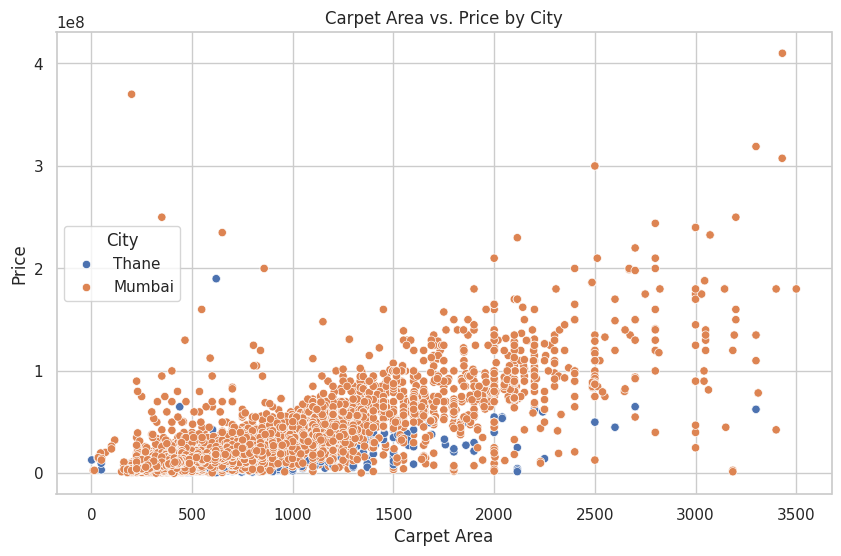 Carpet Area vs. Price by City
1e8
4
3
2
1
0
Price
City
Thane
Mumbai
0 500 1000 1500 2000 2500 3000 3500
Carpet Area